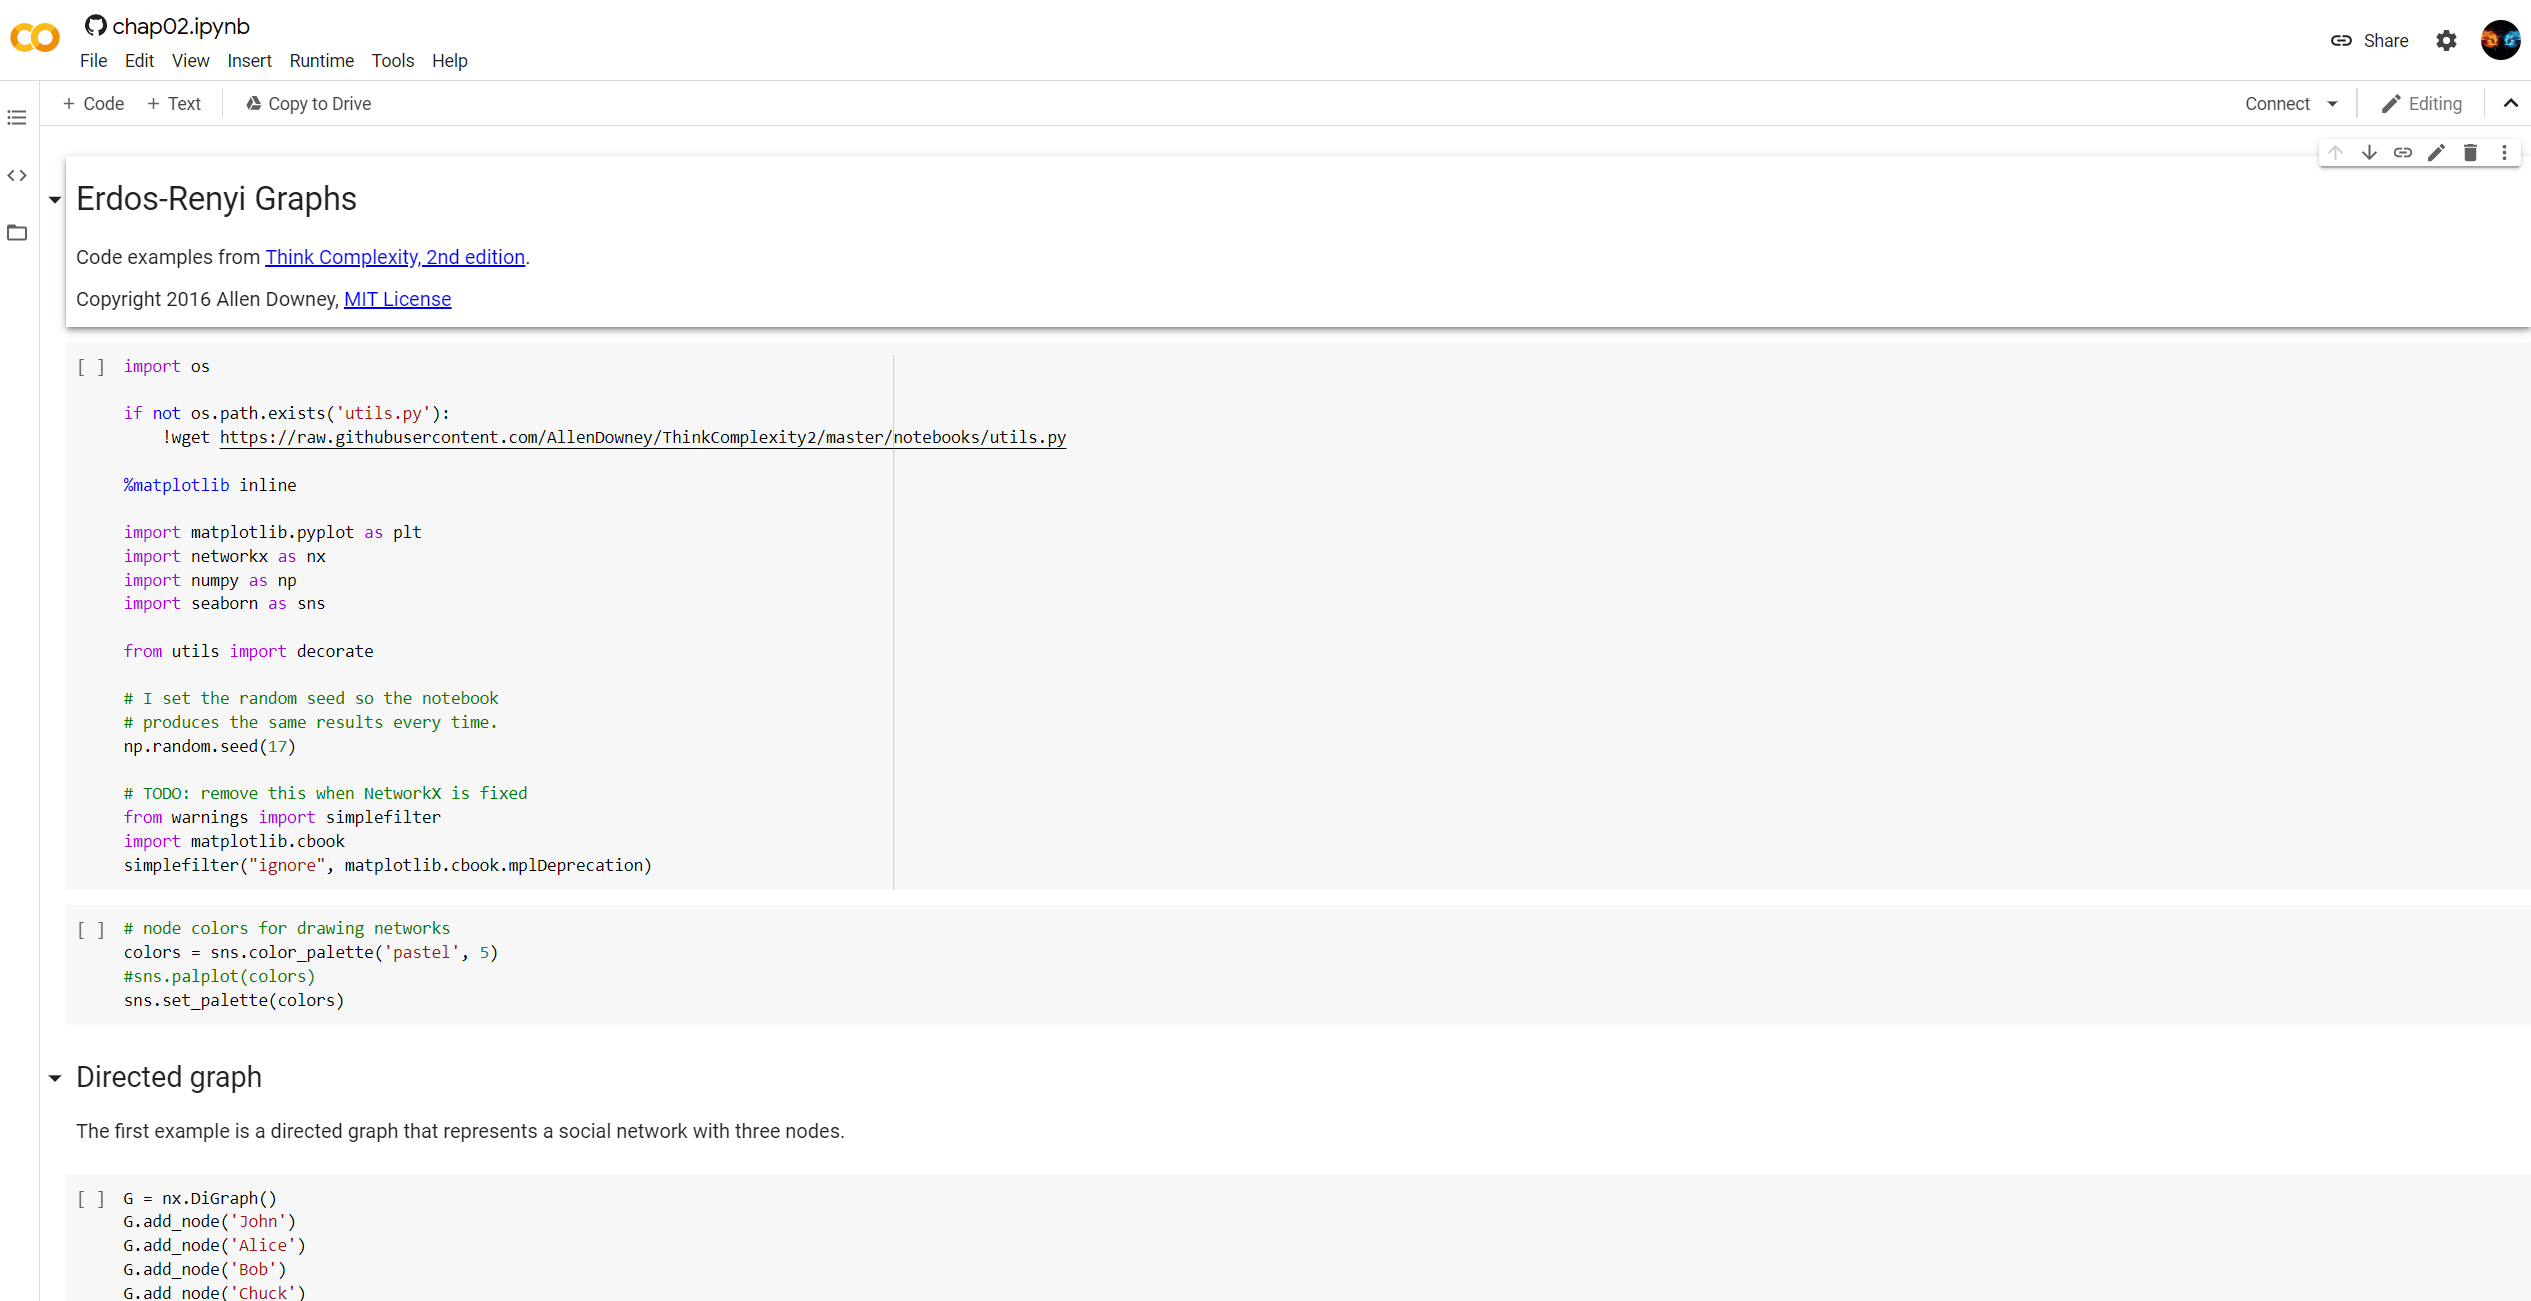 chap02.ipynb
File Edit View Insert Runtime Tools Help
Share
+ Code + Text Copy to Drive
Connect Editing
Erdos-Renyi Graphs
Code examples from Think Complexity, 2nd edition.
Copyright 2016 Allen Downey, MIT License
[ ] import os
if not os.path.exists('utils.py'):
    !wget https://raw.githubusercontent.com/AllenDowney/ThinkComplexity2/master/notebooks/utils.py
%matplotlib inline
import matplotlib.pyplot as plt
import networkx as nx
import numpy as np
import seaborn as sns
from utils import decorate
# I set the random seed so the notebook
# produces the same results every time.
np.random.seed(17)
# TODO: remove this when NetworkX is fixed
from warnings import simplefilter
import matplotlib.cbook
simplefilter("ignore", matplotlib.cbook.mplDeprecation)
[ ] # node colors for drawing networks
colors = sns.color_palette('pastel', 5)
#sns.palplot(colors)
sns.set_palette(colors)
Directed graph
The first example is a directed graph that represents a social network with three nodes.
[ ] G = nx.DiGraph()
G.add_node('John')
G.add_node('Alice')
G.add_node('Bob')
G.add_node('Chuck')